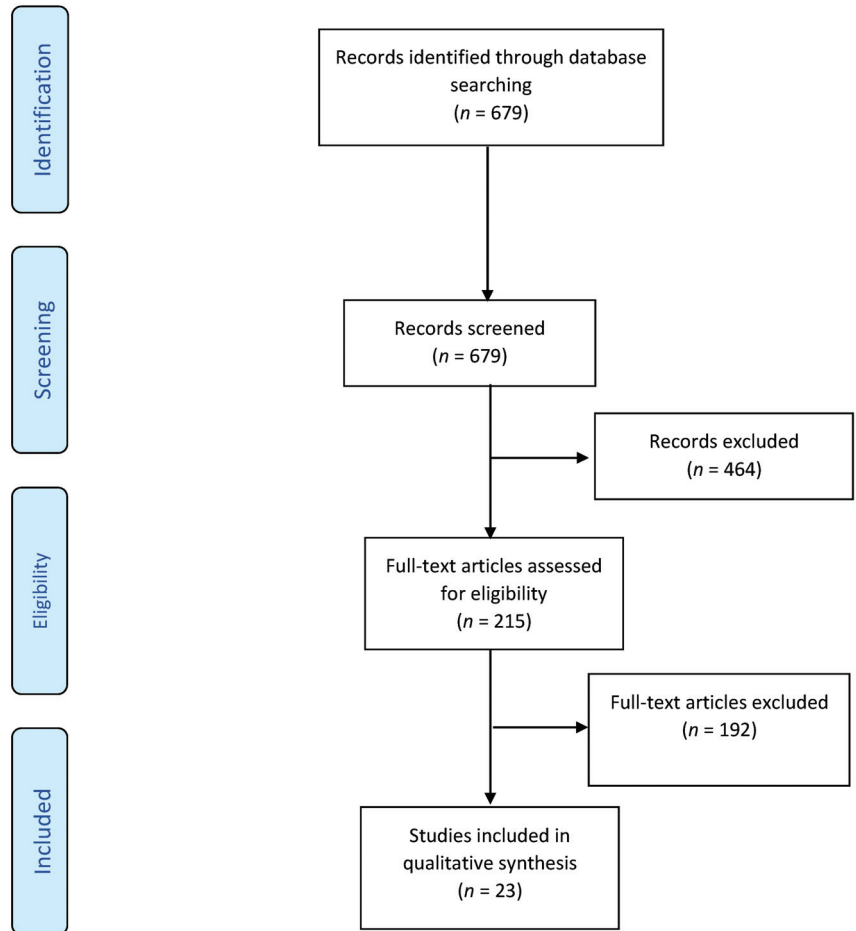 Identification
Records identified through database
searching
(n = 679)
Screening
Records screened
(n = 679)
Records excluded
(n = 464)
Eligibility
Full-text articles assessed
for eligibility
(n = 215)
Full-text articles excluded
(n = 192)
Included
Studies included in
qualitative synthesis
(n = 23)